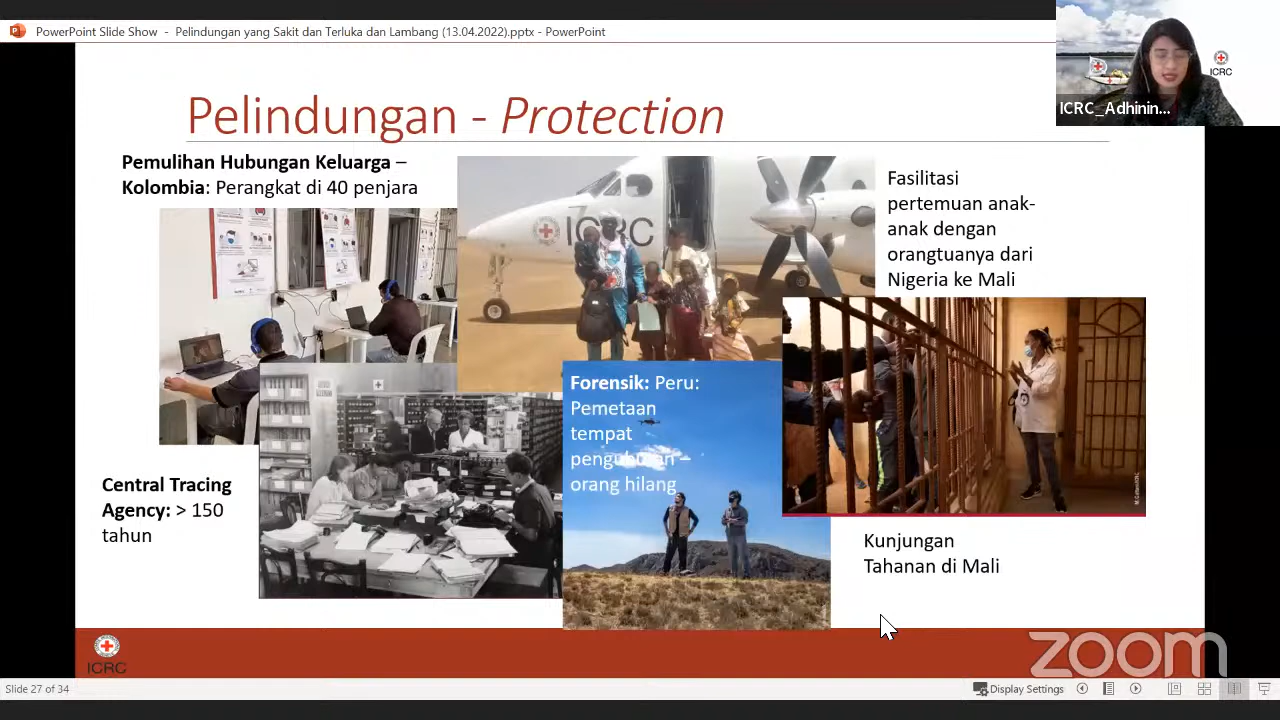 PowerPoint Slide Show - Pelindungan yang Sakit dan Terluka dan Lambang (13.04.2022).pptx - PowerPoint
ICRC
ICRC_Adhinin...
Pelindungan - Protection
Pemulihan Hubungan Keluarga –
Kolombia: Perangkat di 40 penjara
ICRC
Fasilitasi
pertemuan anak-
anak dengan
orangtuanya dari
Nigeria ke Mali
Forensik: Peru:
Pemetaan
tempat
penguburan –
orang hilang
Central Tracing
Agency: > 150
tahun
Kunjungan
Tahanan di Mali
ICRC
zoom
Slide 27 of 34
Display Settings